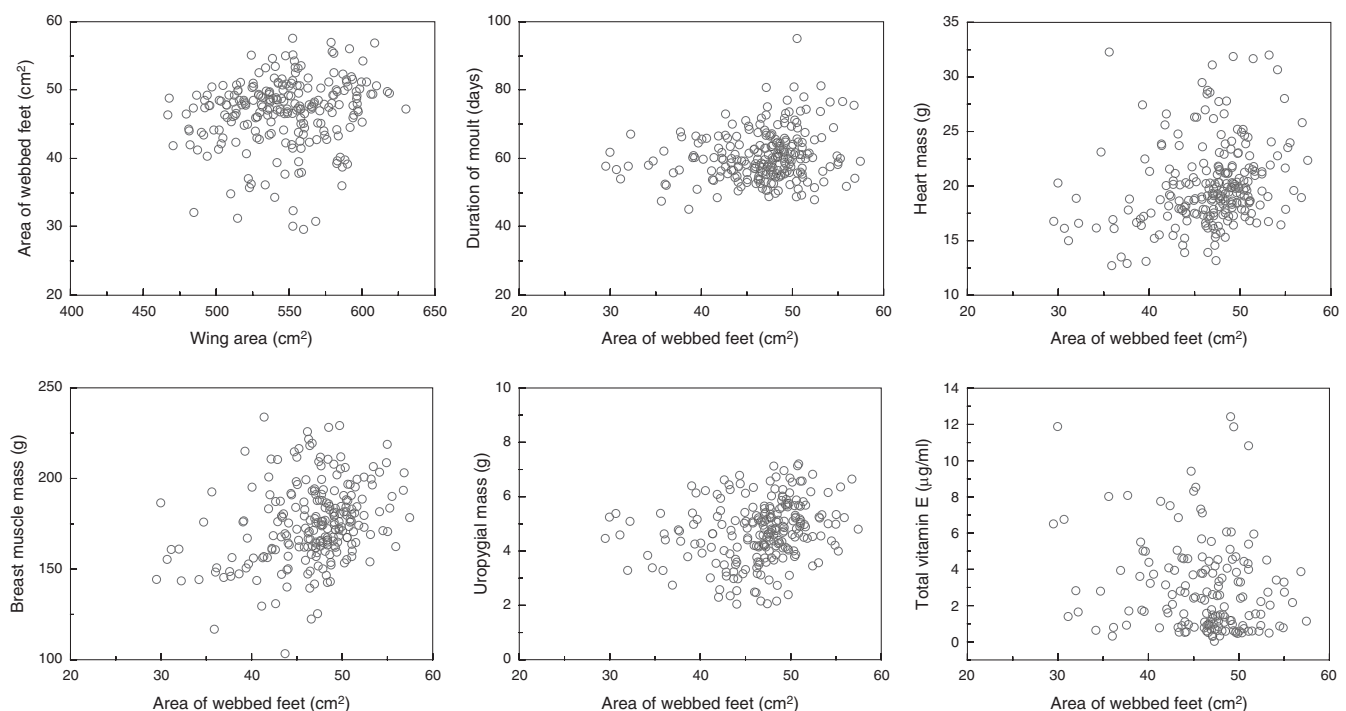 60
50
40
30
20
Area of webbed feet (cm²)
400 450 500 550 600 650
Wing area (cm²)
100
80
60
40
20
Duration of moult (days)
20 30 40 50 60
Area of webbed feet (cm²)
35
30
25
20
15
10
Heart mass (g)
20 30 40 50 60
Area of webbed feet (cm²)
250
200
150
100
Breast muscle mass (g)
20 30 40 50 60
Area of webbed feet (cm²)
10
8
6
4
2
0
Uropygial mass (g)
20 30 40 50 60
Area of webbed feet (cm²)
14
12
10
8
6
4
2
0
Total vitamin E (μg/ml)
20 30 40 50 60
Area of webbed feet (cm²)